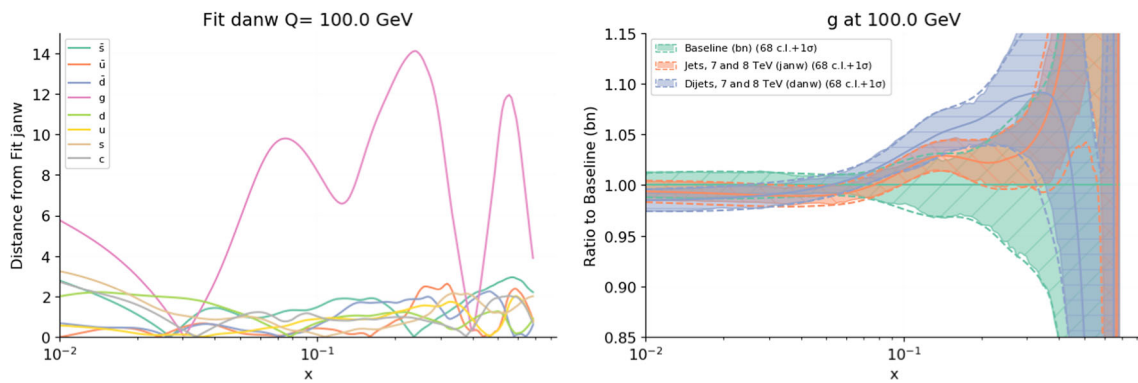 Fit danw Q= 100.0 GeV
Distance from Fit janw
14
12
10
8
6
4
2
0
s̄
ū
d̄
g
d
u
s
c
10⁻²
10⁻¹
x
g at 100.0 GeV
Ratio to Baseline (bn)
1.15
1.10
1.05
1.00
0.95
0.90
0.85
Baseline (bn) (68 c.l.+1σ)
Jets, 7 and 8 TeV (janw) (68 c.l.+1σ)
Dijets, 7 and 8 TeV (danw) (68 c.l.+1σ)
10⁻²
10⁻¹
x